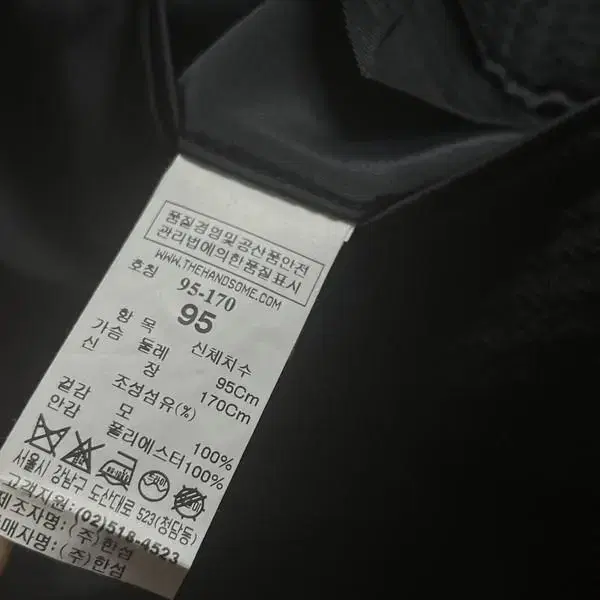 품질경영및공산품안전
관리법에의한품질표시
WWW.THEHANDSOME.COM
호칭 95-170
95
항목 신체치수
가슴둘레 95Cm
신장 170Cm
조성섬유(%)
겉감 모 100%
안감 폴리에스터100%
드라이
서울시 강남구 도산대로 523(청담동)
고객지원:(02)518-4523
제조자명:(주)한섬
판매자명:(주)한섬